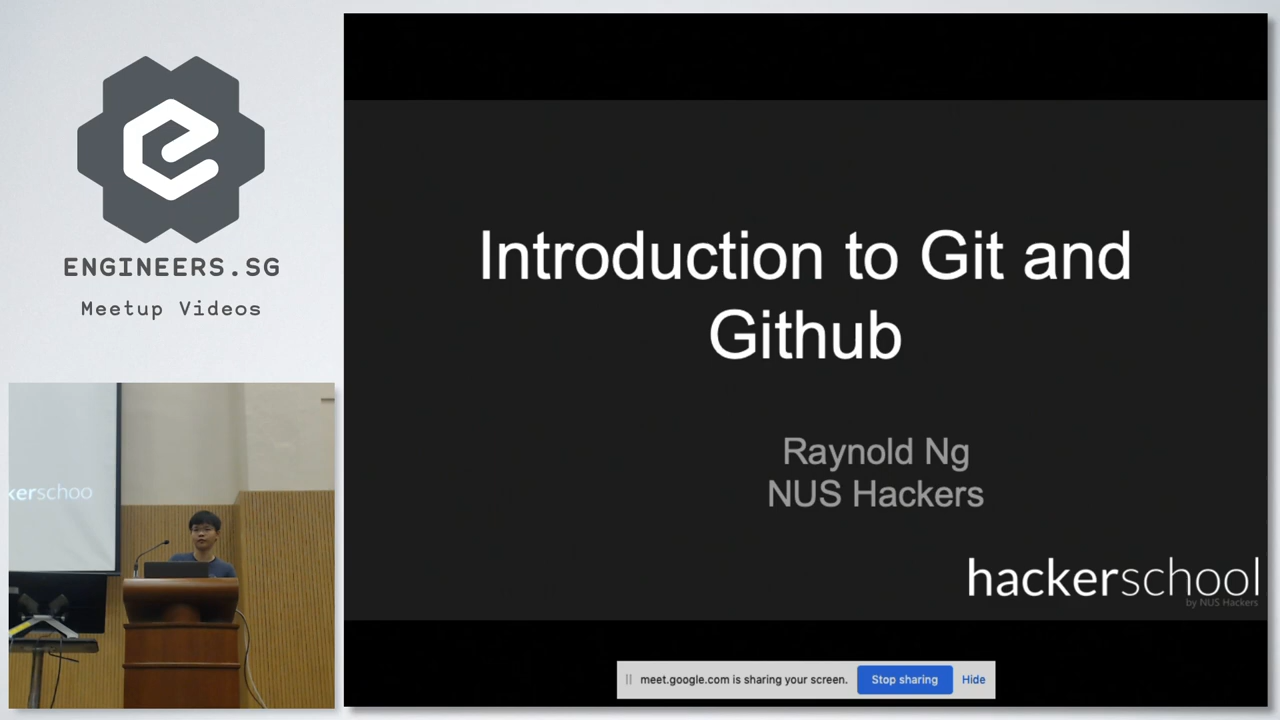 ENGINEERS.SG
Meetup Videos
kerschoo
Introduction to Git and
Github
Raynold Ng
NUS Hackers
hackerschool
by NUS Hackers
meet.google.com is sharing your screen.
Stop sharing
Hide